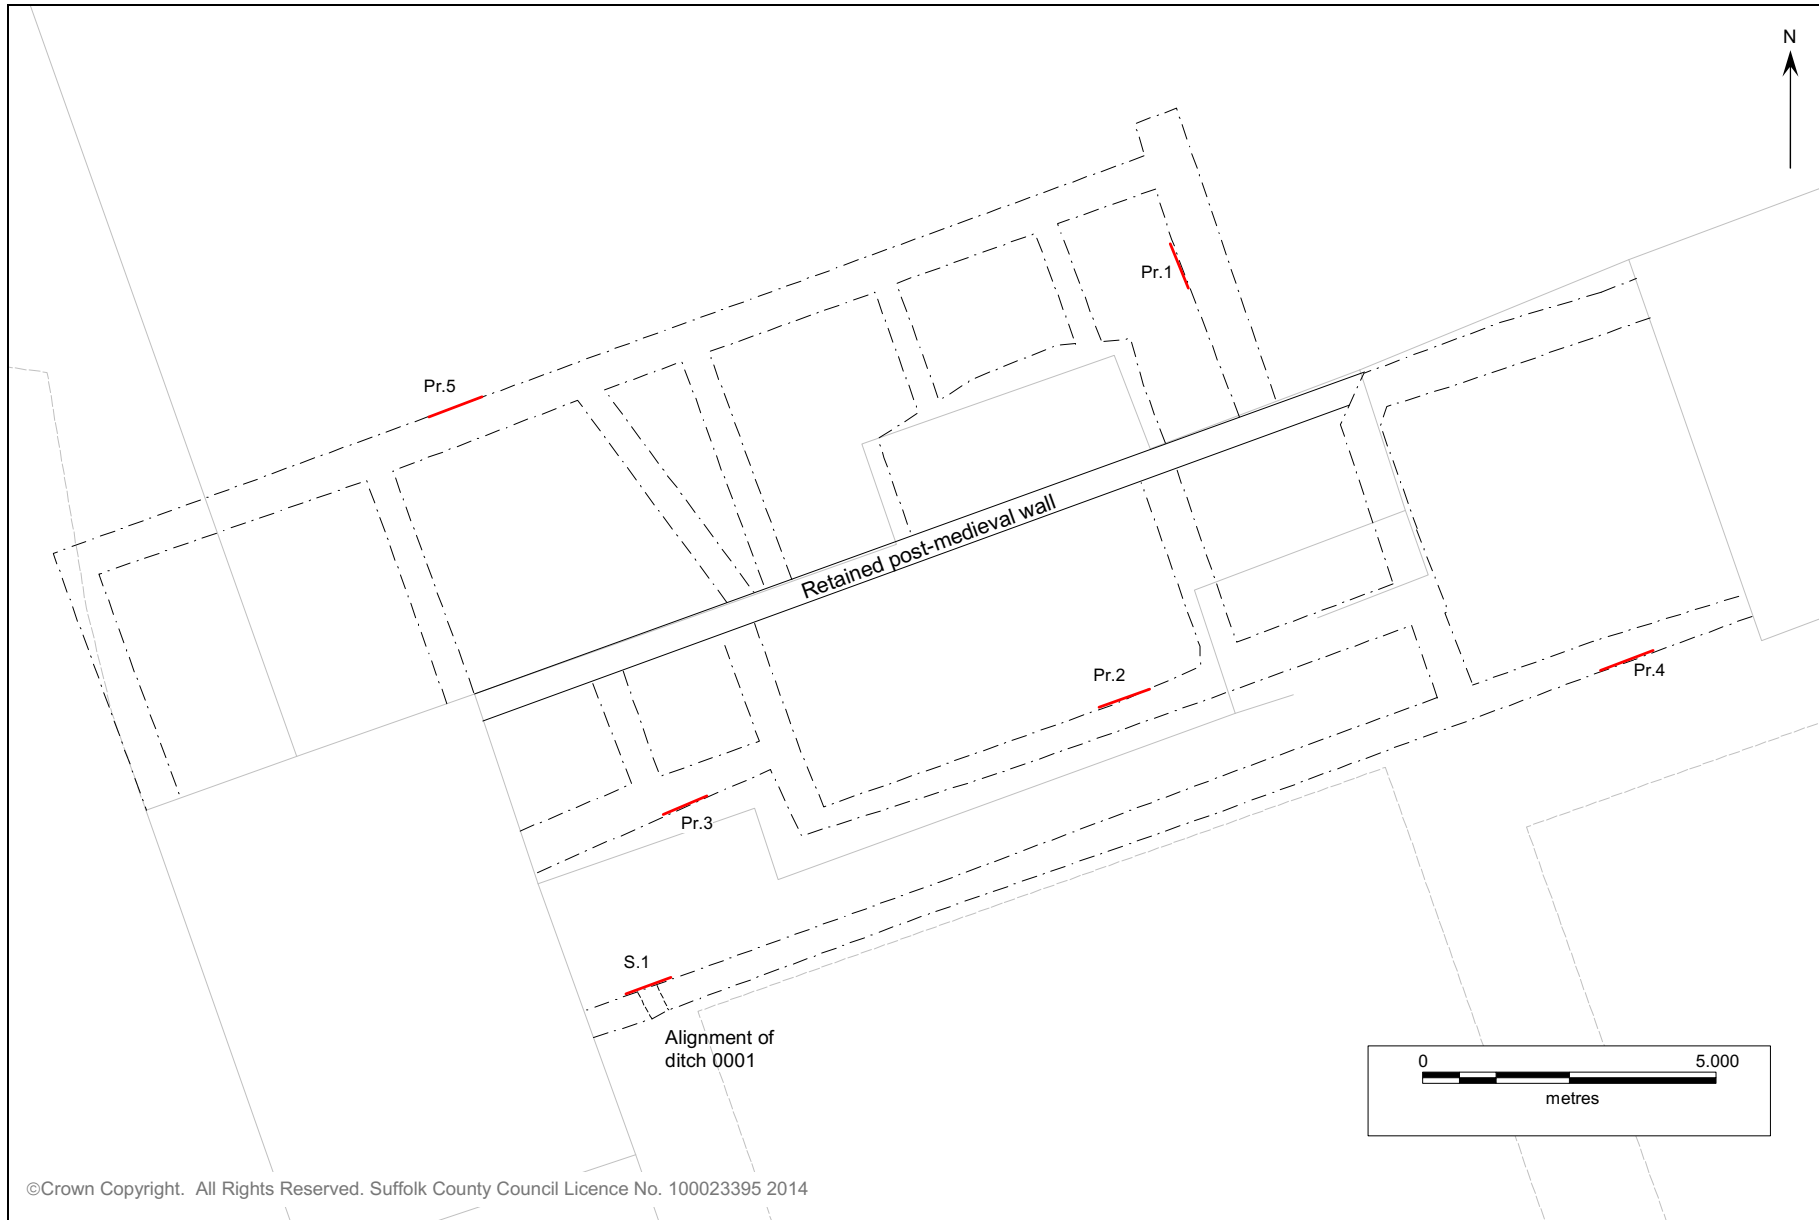 N
Pr.1
Pr.5
Retained post-medieval wall
Pr.2
Pr.4
Pr.3
S.1
Alignment of
ditch 0001
0 5.000
metres
©Crown Copyright. All Rights Reserved. Suffolk County Council Licence No. 100023395 2014